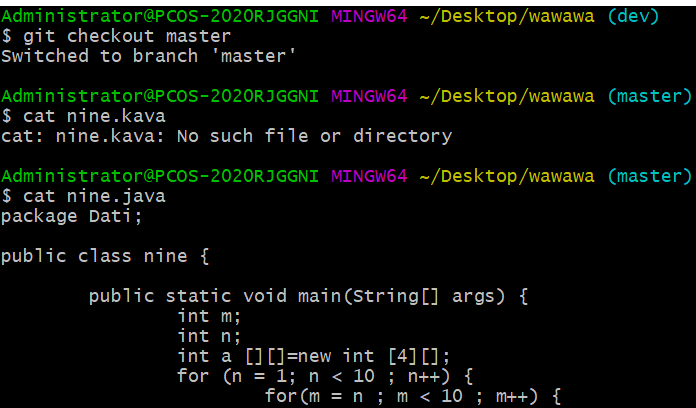 Administrator@PCOS-2020RJGGNI MINGW64 ~/Desktop/wawawa (dev)
$ git checkout master
Switched to branch 'master'
Administrator@PCOS-2020RJGGNI MINGW64 ~/Desktop/wawawa (master)
$ cat nine.kava
cat: nine.kava: No such file or directory
Administrator@PCOS-2020RJGGNI MINGW64 ~/Desktop/wawawa (master)
$ cat nine.java
package Dati;
public class nine {
public static void main(String[] args) {
int m;
int n;
int a [][]=new int [4][];
for (n = 1; n < 10 ; n++) {
for(m = n ; m < 10 ; m++) {